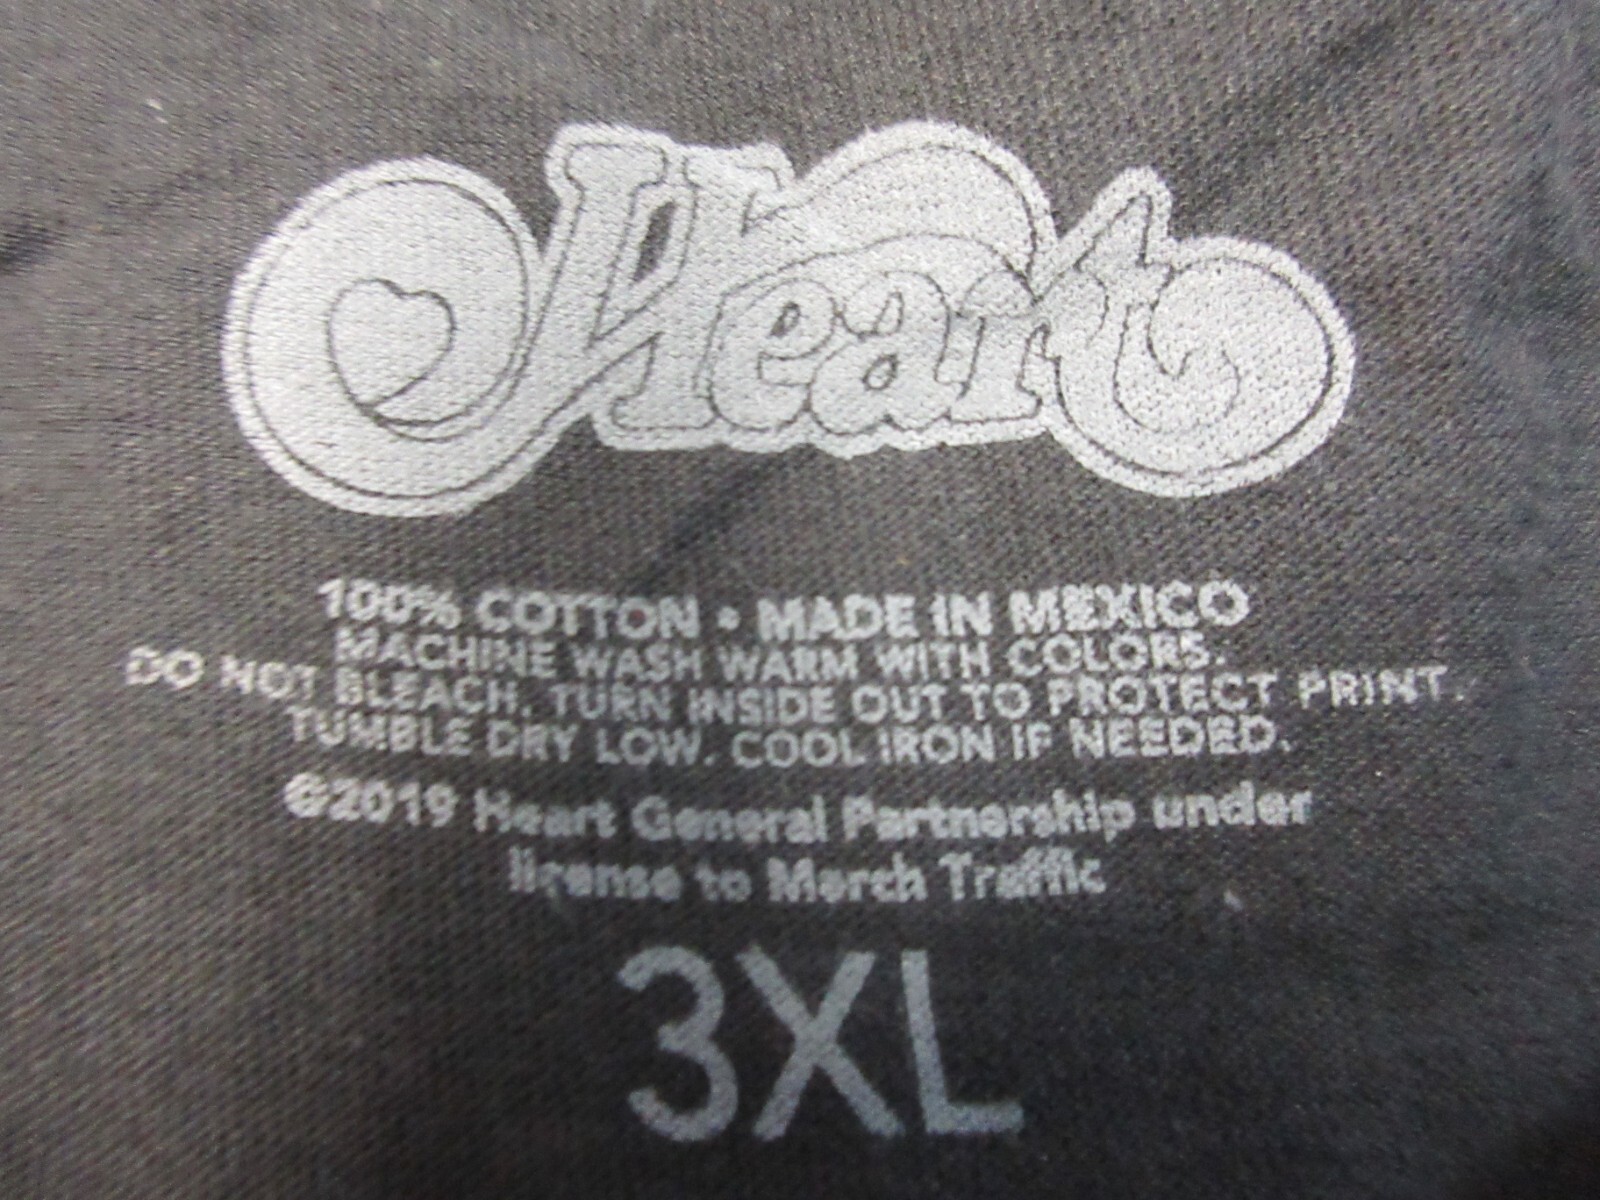 Heart
100% COTTON • MADE IN MEXICO
MACHINE WASH WARM WITH COLORS.
DO NOT BLEACH. TURN INSIDE OUT TO PROTECT PRINT.
TUMBLE DRY LOW. COOL IRON IF NEEDED.
©2019 Heart General Partnership under
license to Merch Traffic
3XL